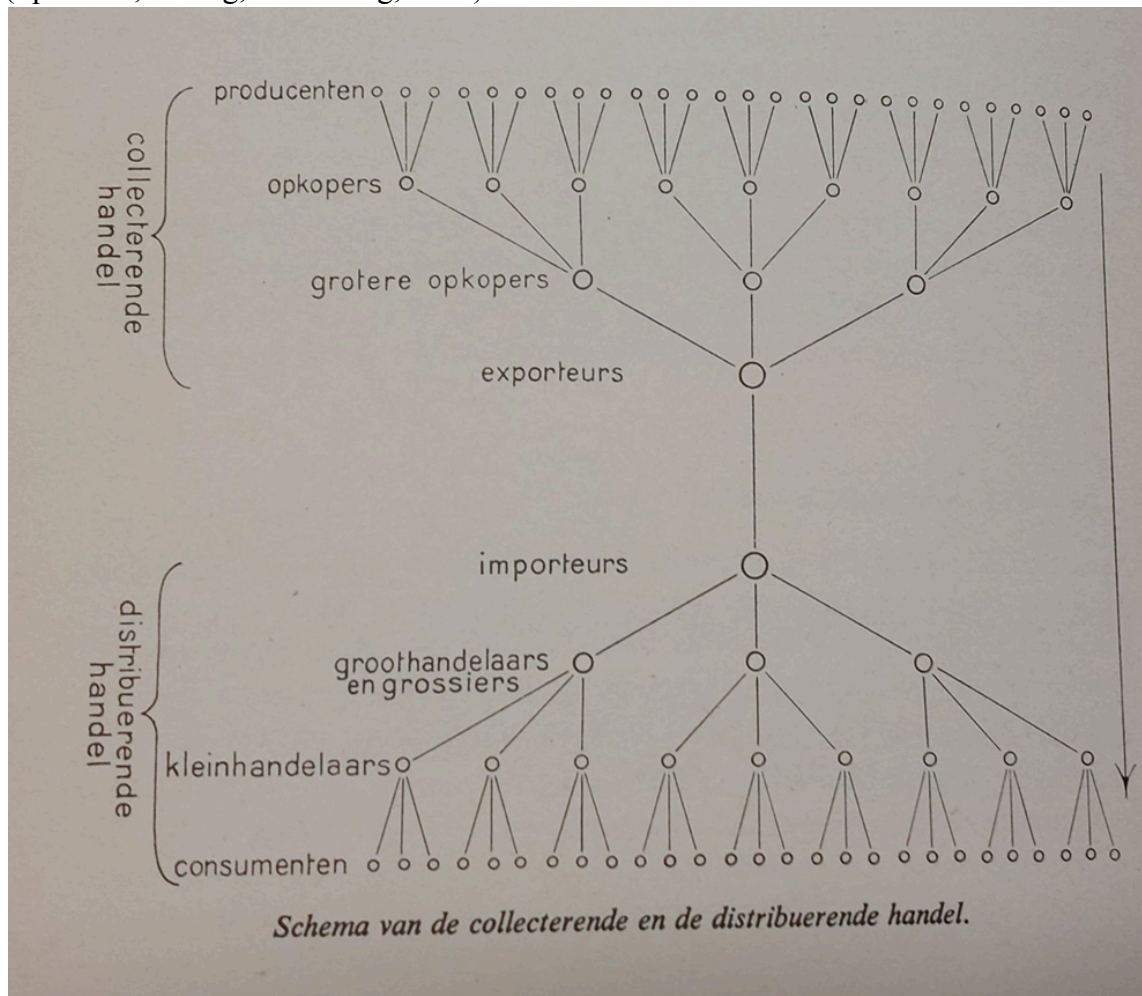 producenten
opkopers
grotere opkopers
exporteurs
collecterende
handel
importeurs
groothandelaars
en grossiers
kleinhandelaars
consumenten
distribuerende
handel
Schema van de collecterende en de distribuerende handel.